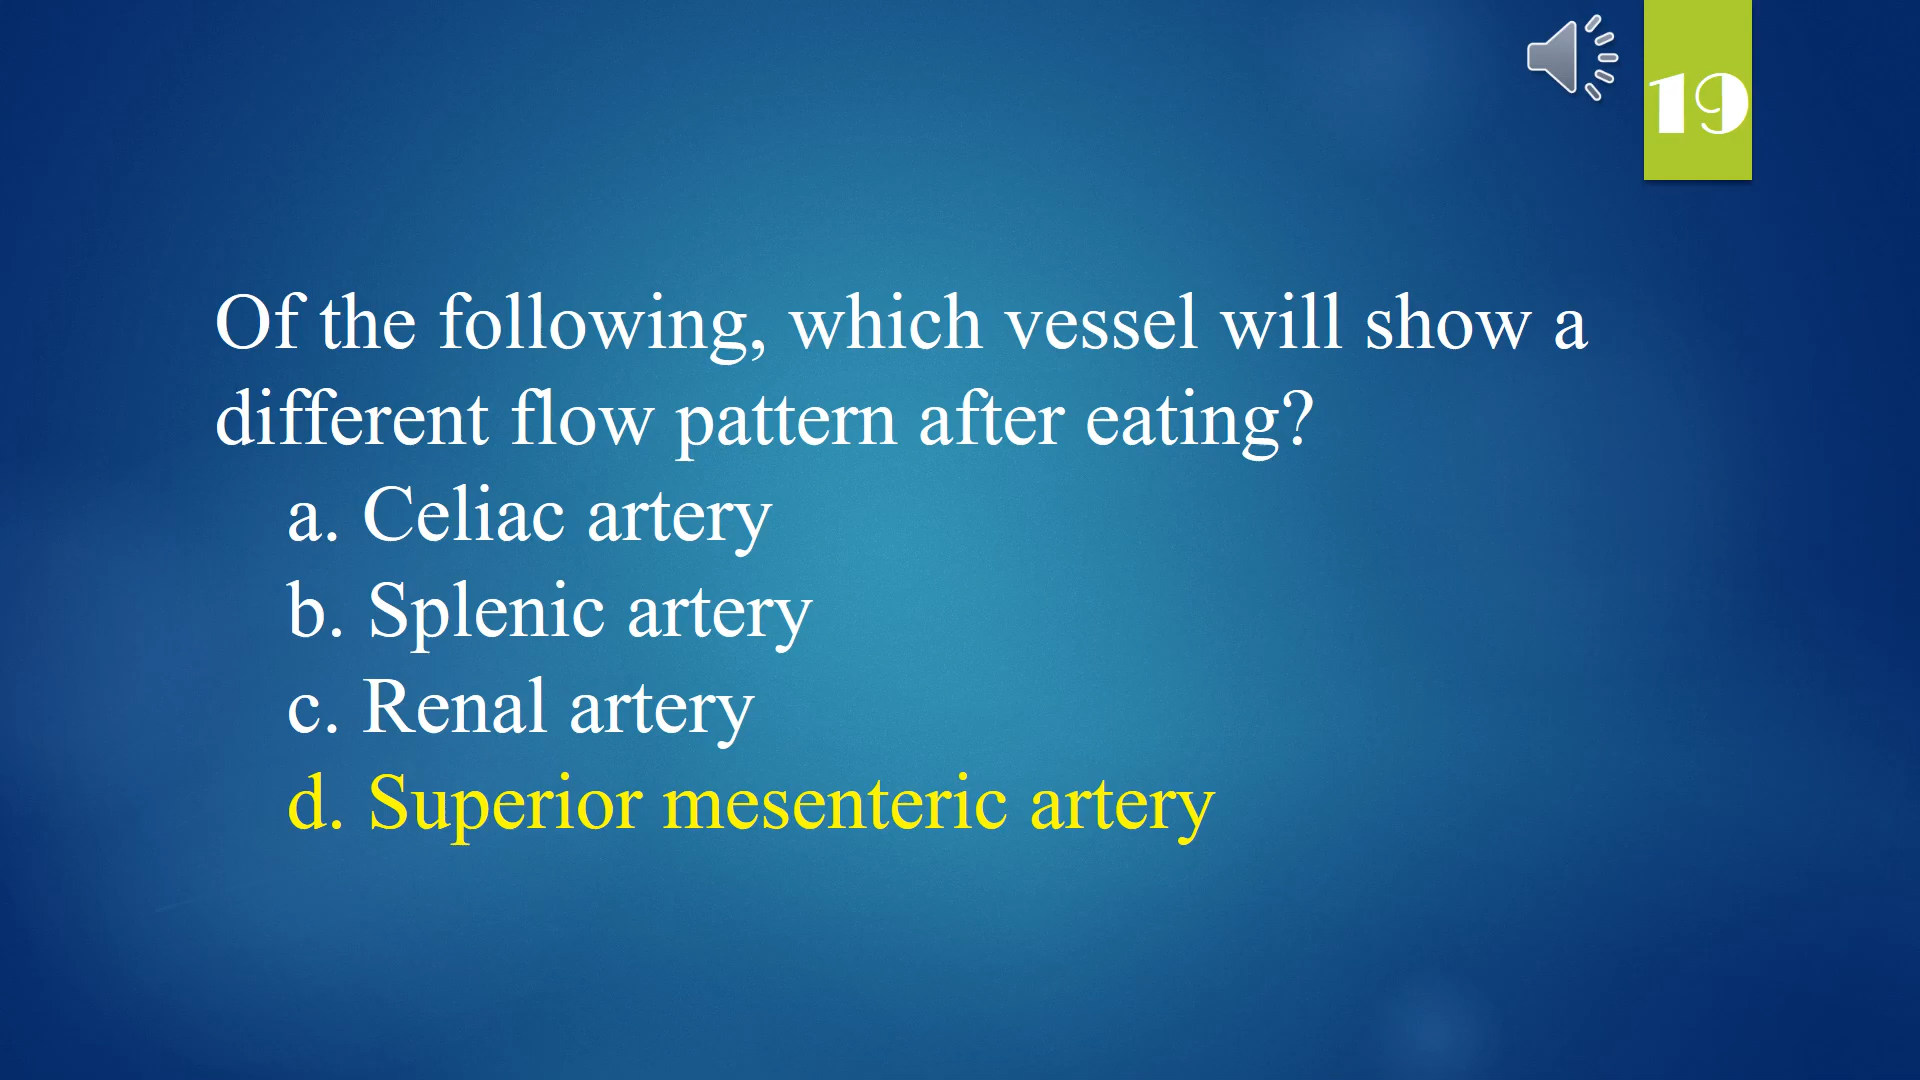 19
Of the following, which vessel will show a
different flow pattern after eating?
a. Celiac artery
b. Splenic artery
c. Renal artery
d. Superior mesenteric artery